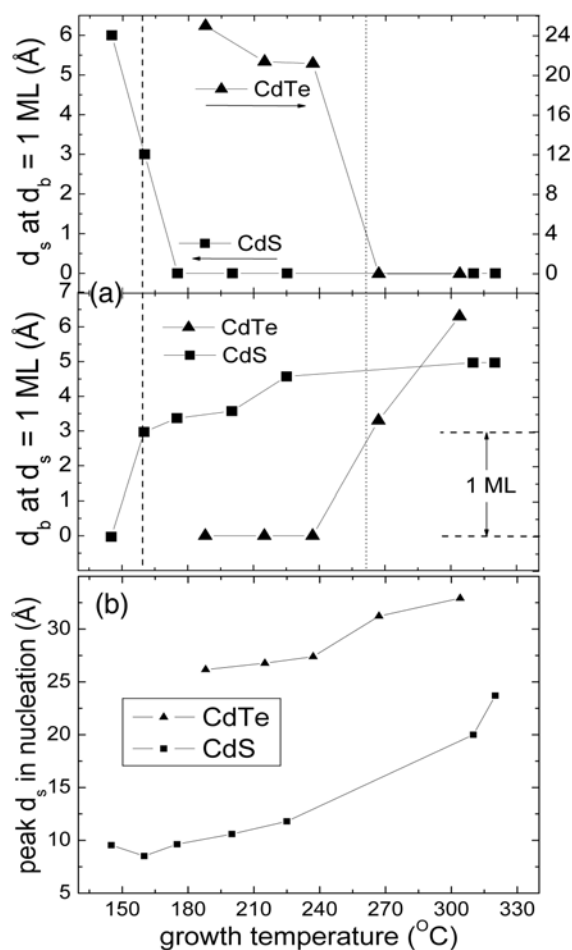 d_s at d_b = 1 ML (Å)
6
5
4
3
2
1
0
24
20
16
12
8
4
0
CdTe
CdS
(a)
d_b at d_s = 1 ML (Å)
7
6
5
4
3
2
1
0
CdTe
CdS
1 ML
(b)
peak d_s in nucleation (Å)
30
25
20
15
10
5
CdTe
CdS
150 180 210 240 270 300 330
growth temperature (°C)